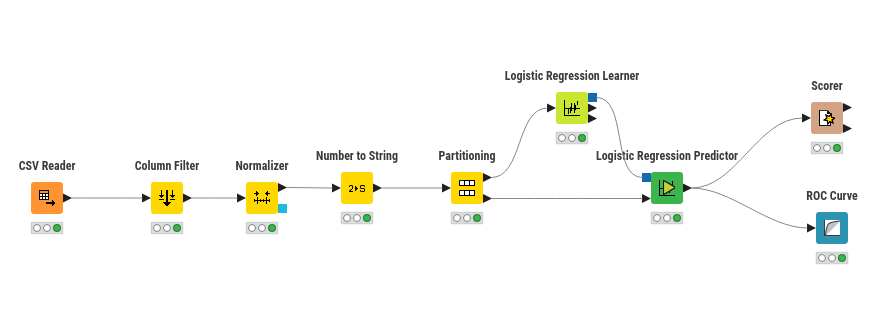 Logistic Regression Learner
Scorer
CSV Reader
Column Filter
Normalizer
Number to String
Partitioning
Logistic Regression Predictor
2▸S
ROC Curve